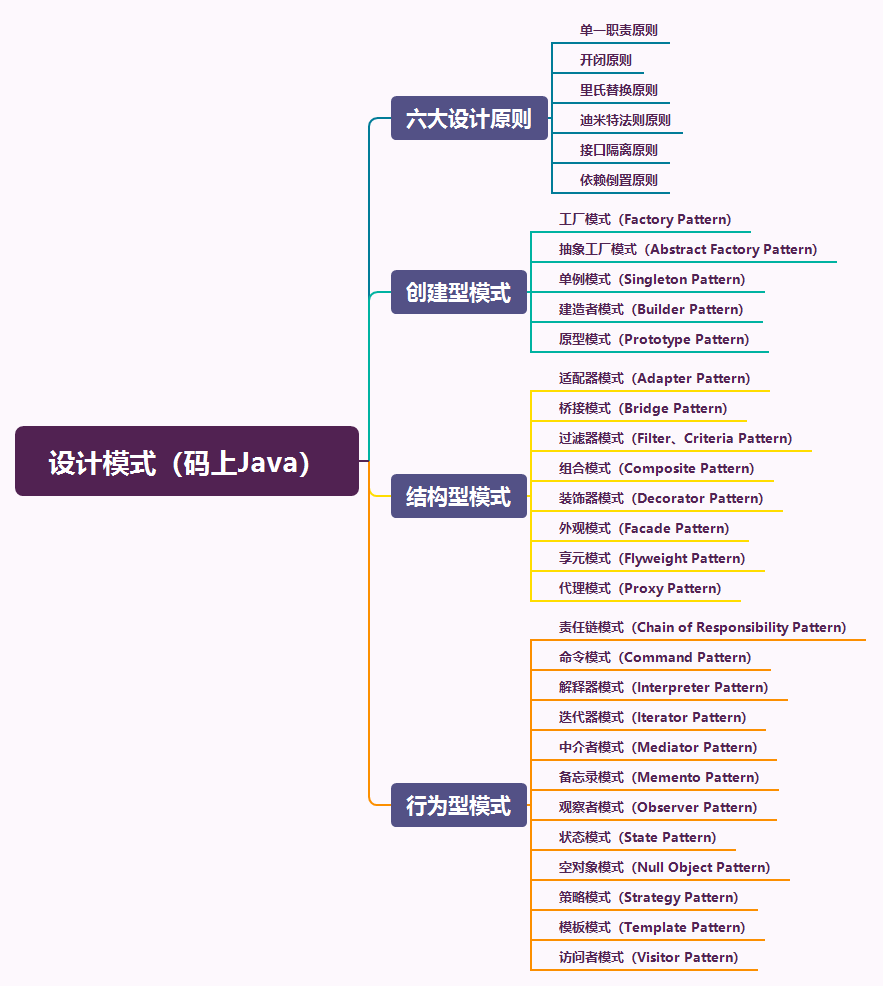 设计模式（码上Java）
六大设计原则
单一职责原则
开闭原则
里氏替换原则
迪米特法则原则
接口隔离原则
依赖倒置原则
创建型模式
工厂模式（Factory Pattern）
抽象工厂模式（Abstract Factory Pattern）
单例模式（Singleton Pattern）
建造者模式（Builder Pattern）
原型模式（Prototype Pattern）
结构型模式
适配器模式（Adapter Pattern）
桥接模式（Bridge Pattern）
过滤器模式（Filter、Criteria Pattern）
组合模式（Composite Pattern）
装饰器模式（Decorator Pattern）
外观模式（Facade Pattern）
享元模式（Flyweight Pattern）
代理模式（Proxy Pattern）
行为型模式
责任链模式（Chain of Responsibility Pattern）
命令模式（Command Pattern）
解释器模式（Interpreter Pattern）
迭代器模式（Iterator Pattern）
中介者模式（Mediator Pattern）
备忘录模式（Memento Pattern）
观察者模式（Observer Pattern）
状态模式（State Pattern）
空对象模式（Null Object Pattern）
策略模式（Strategy Pattern）
模板模式（Template Pattern）
访问者模式（Visitor Pattern）